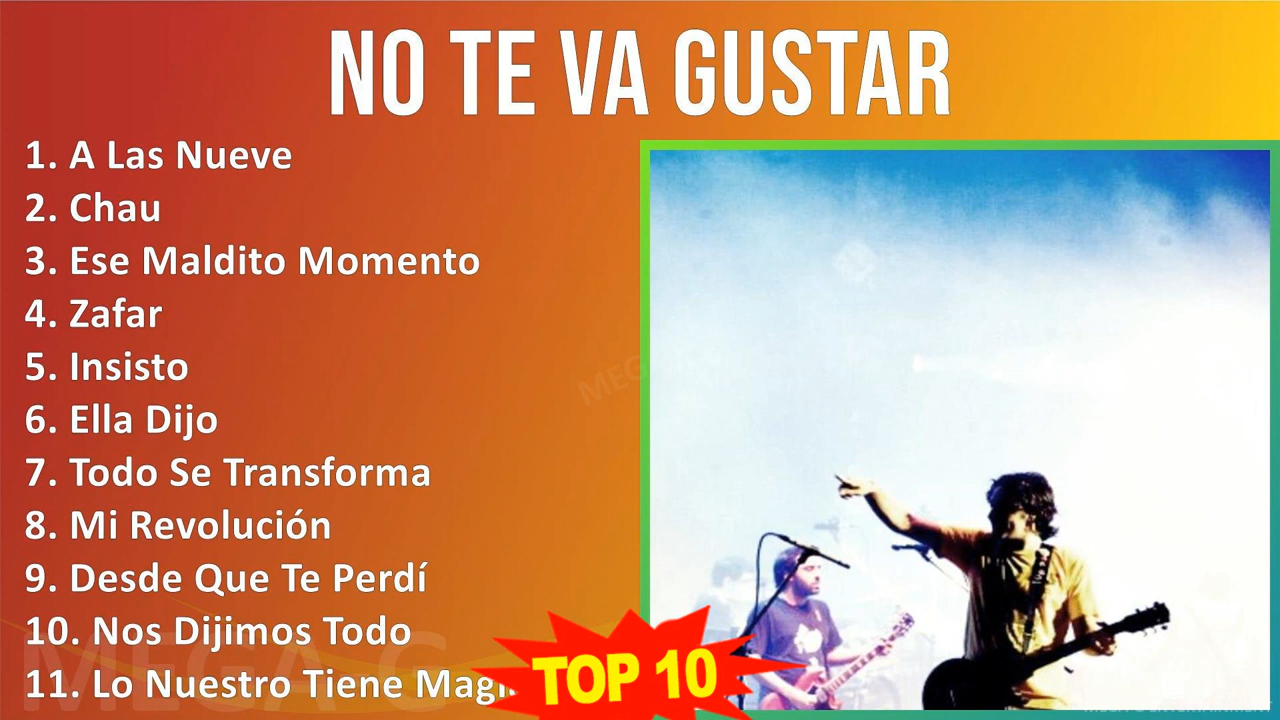 NO TE VA GUSTAR
1. A Las Nueve
2. Chau
3. Ese Maldito Momento
4. Zafar
5. Insisto
6. Ella Dijo
7. Todo Se Transforma
8. Mi Revolución
9. Desde Que Te Perdí
10. Nos Dijimos Todo
11. Lo Nuestro Tiene
TOP 10
MEGA G